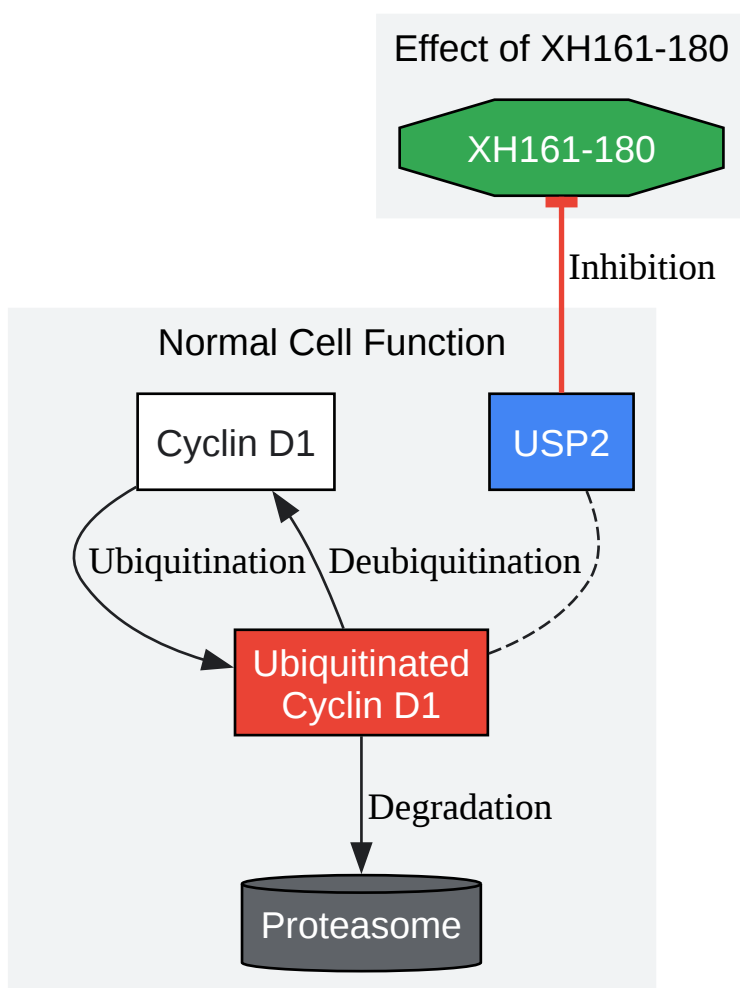 Effect of XH161-180
XH161-180
Inhibition
Normal Cell Function
Cyclin D1
USP2
Ubiquitination
Deubiquitination
Ubiquitinated
Cyclin D1
Degradation
Proteasome